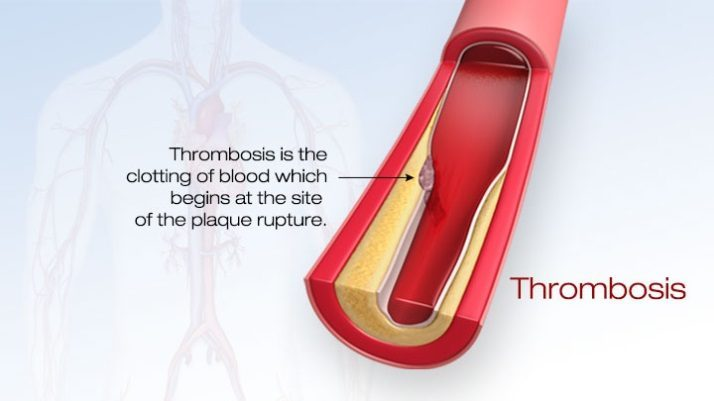 Thrombosis is the
clotting of blood which
begins at the site
of the plaque rupture.
Thrombosis